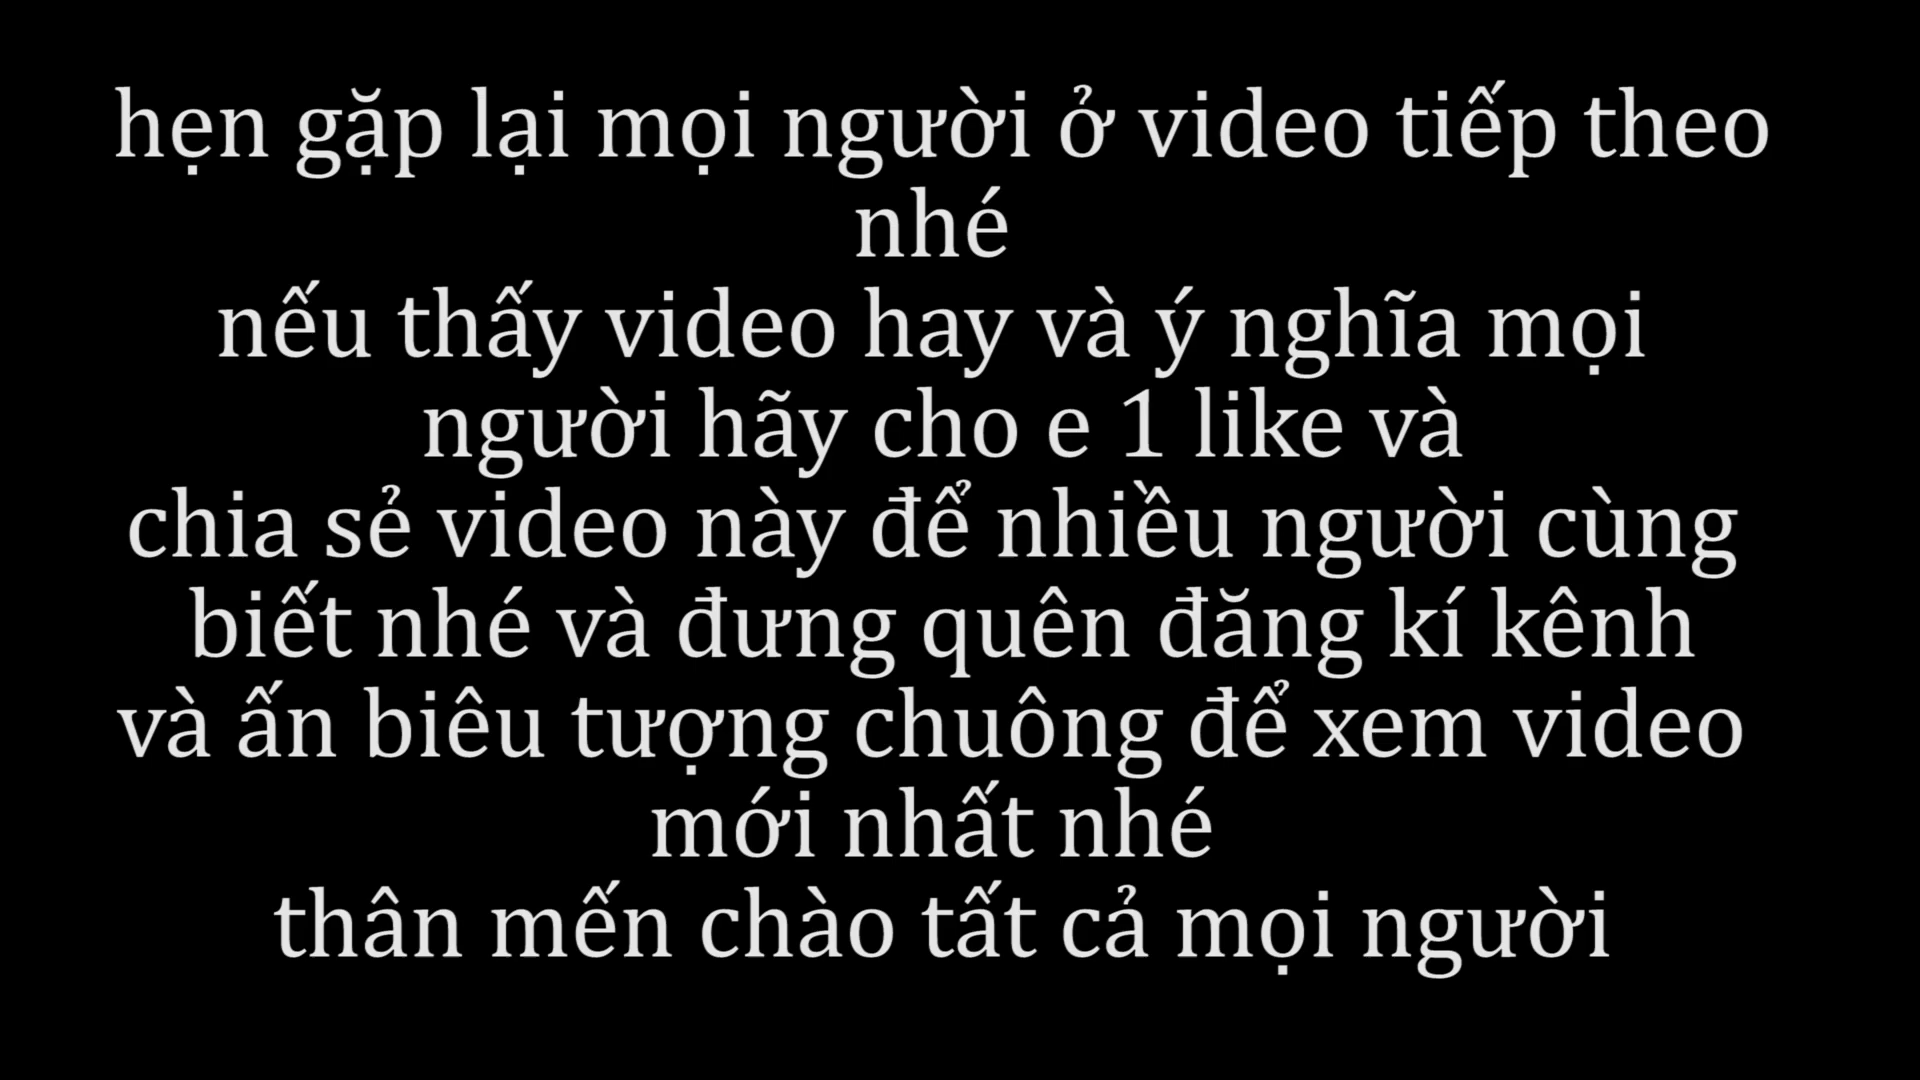 hẹn gặp lại mọi người ở video tiếp theo
nhé
nếu thấy video hay và ý nghĩa mọi
người hãy cho e 1 like và
chia sẻ video này để nhiều người cùng
biết nhé và đưng quên đăng kí kênh
và ấn biêu tượng chuông để xem video
mới nhất nhé
thân mến chào tất cả mọi người